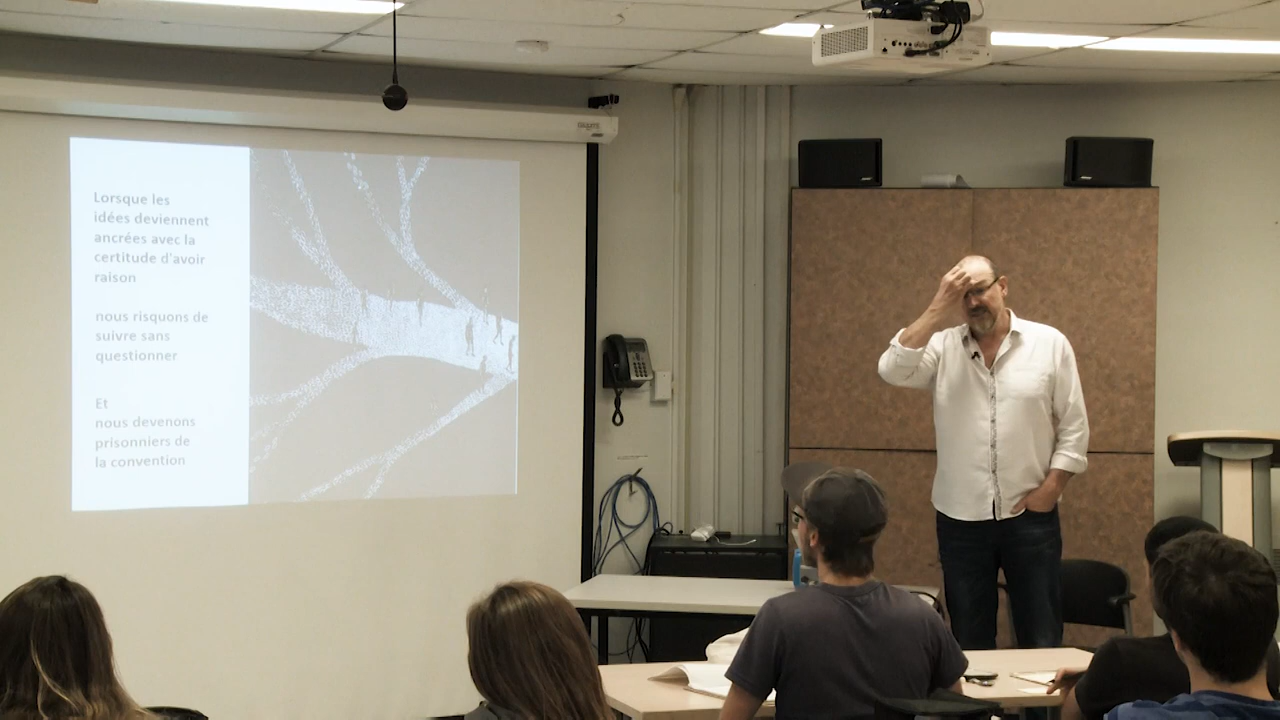 Lorsque les
idées deviennent
ancrées avec la
certitude d'avoir
raison
nous risquons de
suivre sans
questionner
Et
nous devenons
prisonniers de
la convention